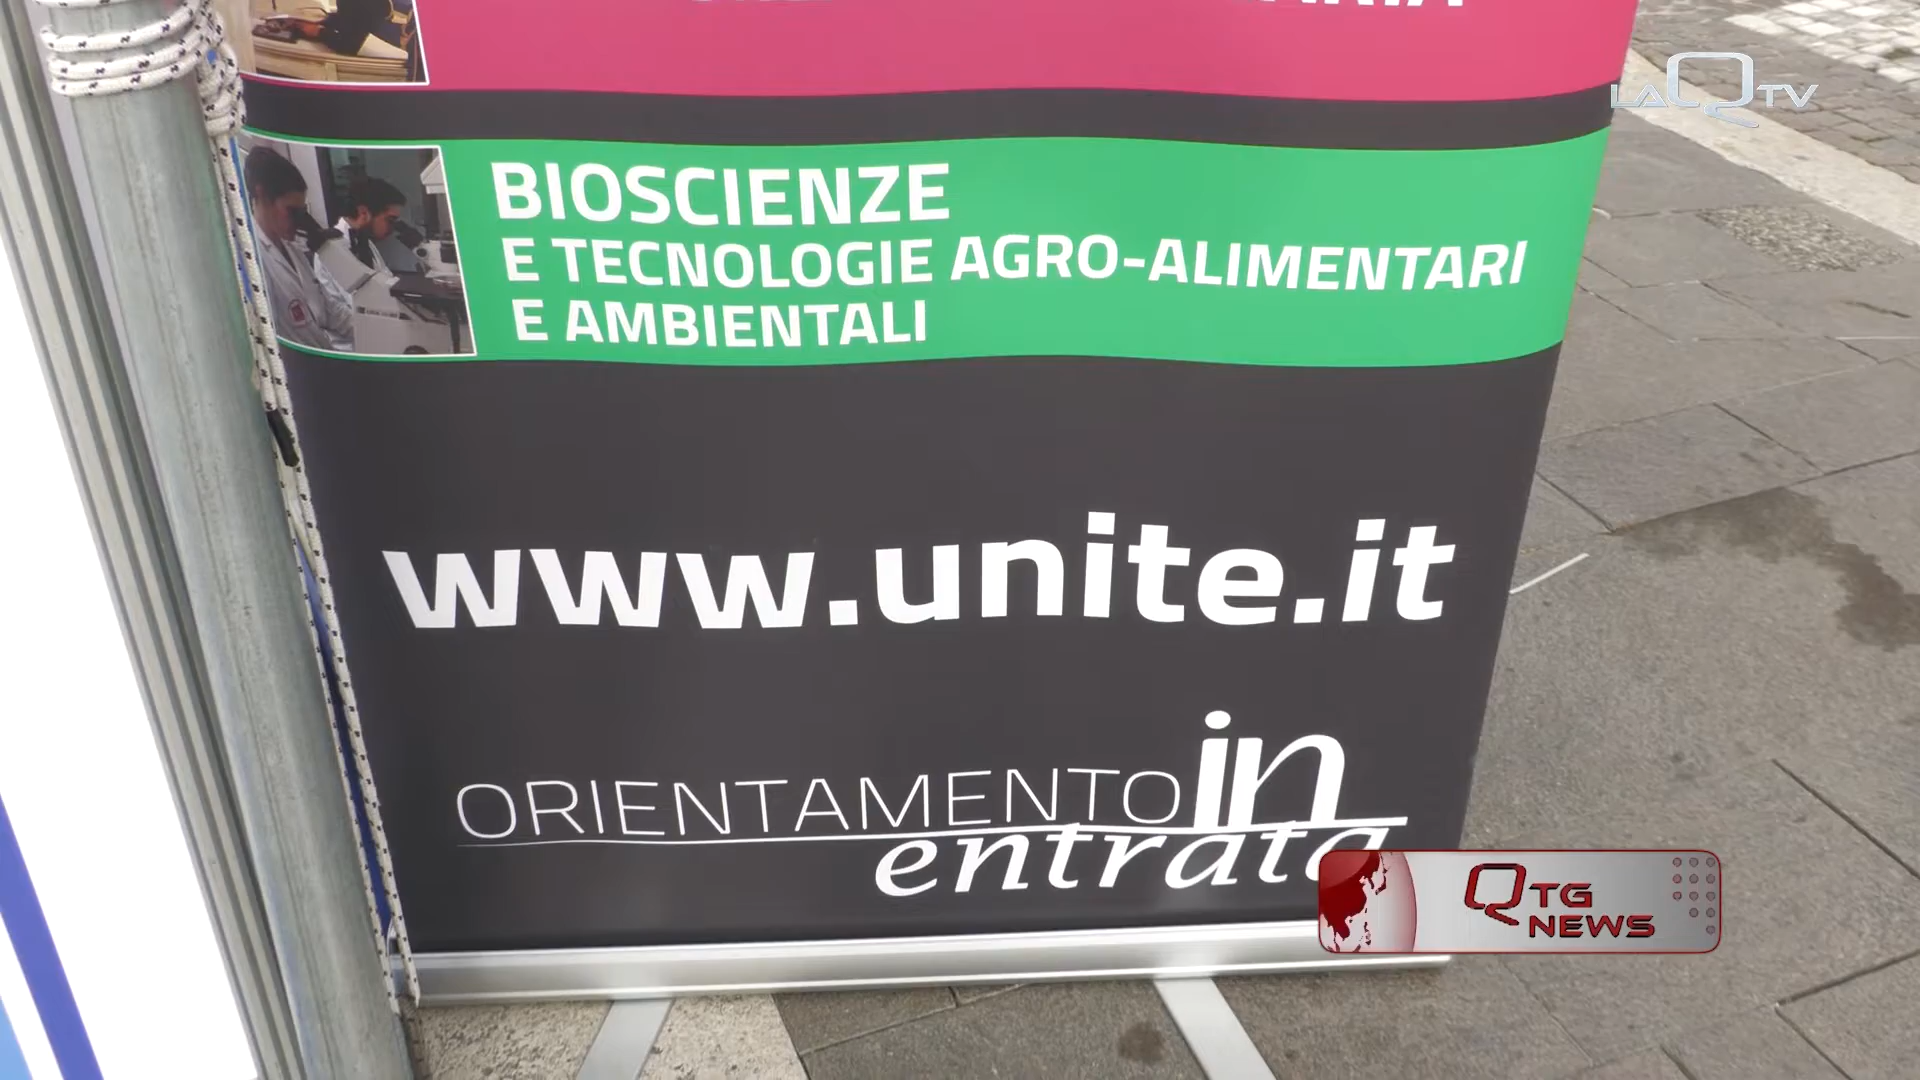 LAQTV
BIOSCIENZE
E TECNOLOGIE AGRO-ALIMENTARI
E AMBIENTALI
www.unite.it
ORIENTAMENTO in
entrata
QTG
NEWS